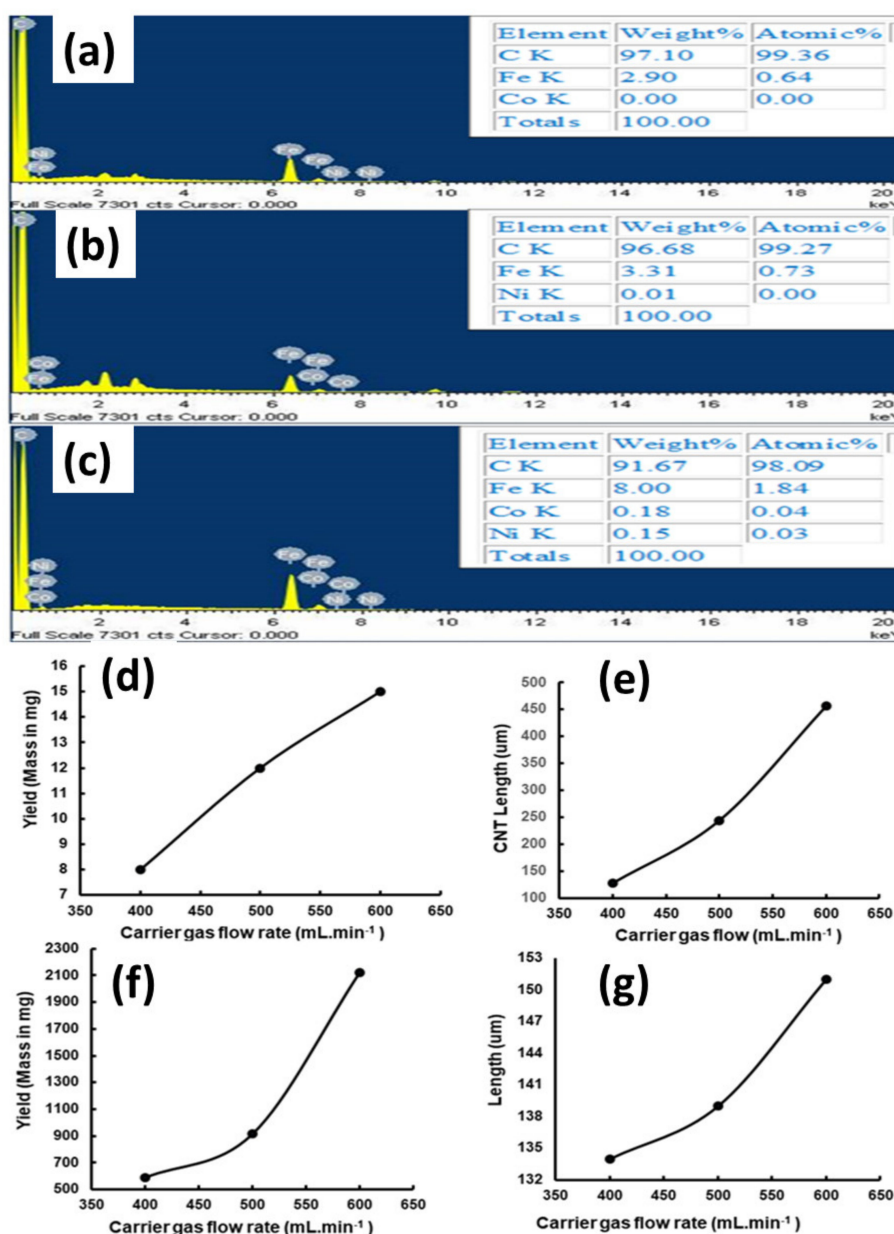 (a)
Element Weight% Atomic%
C K 97.10 99.36
Fe K 2.90 0.64
Co K 0.00 0.00
Totals 100.00
C
Ni
Fe Fe
Co Ni Ni
2 4 6 8 10 12 14 16 18 20
Full Scale 7301 cts Cursor: 0.000 keV
(b)
Element Weight% Atomic%
C K 96.68 99.27
Fe K 3.31 0.73
Ni K 0.01 0.00
Totals 100.00
C
Co Fe Fe
Fe Co Co
2 4 6 8 10 12 14 16 18 20
Full Scale 7301 cts Cursor: 0.000 keV
(c)
Element Weight% Atomic%
C K 91.67 98.09
Fe K 8.00 1.84
Co K 0.18 0.04
Ni K 0.15 0.03
Totals 100.00
C
Ni Fe Fe
Fe Co Co
Co Ni Ni
2 4 6 8 10 12 14 16 18 20
Full Scale 7301 cts Cursor: 0.000 keV
(d)
Yield (Mass in mg)
16
15
14
13
12
11
10
9
8
7
350 400 450 500 550 600 650
Carrier gas flow rate (mL.min-1)
(e)
CNT Length (um)
500
450
400
350
300
250
200
150
100
350 400 450 500 550 600 650
Carrier gas flow (mL.min-1)
(f)
Yield (Mass in mg)
2300
2100
1900
1700
1500
1300
1100
900
700
500
350 400 450 500 550 600 650
Carrier gas flow rate (mL.min-1)
(g)
Length (um)
153
150
147
144
141
138
135
132
350 400 450 500 550 600 650
Carrier gas flow rate (mL.min-1)